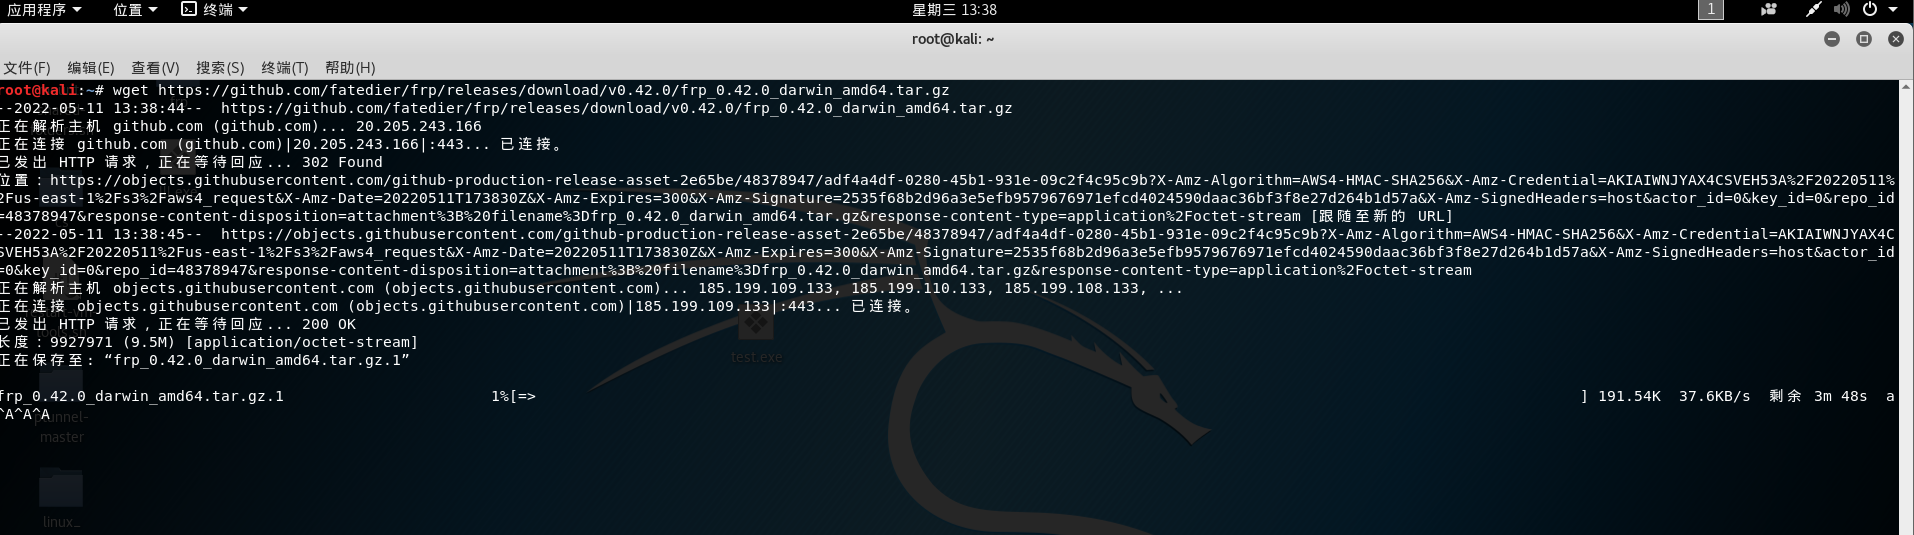 应用程序 位置 终端 星期三 13:38 1
root@kali: ~
文件(F) 编辑(E) 查看(V) 搜索(S) 终端(T) 帮助(H)
root@kali:~# wget https://github.com/fatedier/frp/releases/download/v0.42.0/frp_0.42.0_darwin_amd64.tar.gz
--2022-05-11 13:38:44--  https://github.com/fatedier/frp/releases/download/v0.42.0/frp_0.42.0_darwin_amd64.tar.gz
正在解析主机 github.com (github.com)... 20.205.243.166
正在连接 github.com (github.com)|20.205.243.166|:443... 已连接。
已发出 HTTP 请求，正在等待回应... 302 Found
位置：https://objects.githubusercontent.com/github-production-release-asset-2e65be/48378947/adf4a4df-0280-45b1-931e-09c2f4c95c9b?X-Amz-Algorithm=AWS4-HMAC-SHA256&X-Amz-Credential=AKIAIWNJYAX4CSVEH53A%2F20220511%
2Fus-east-1%2Fs3%2Faws4_request&X-Amz-Date=20220511T173830Z&X-Amz-Expires=300&X-Amz-Signature=2535f68b2d96a3e5efb9579676971efcd4024590daac36bf3f8e27d264b1d57a&X-Amz-SignedHeaders=host&actor_id=0&key_id=0&repo_id
=48378947&response-content-disposition=attachment%3B%20filename%3Dfrp_0.42.0_darwin_amd64.tar.gz&response-content-type=application%2Foctet-stream [跟随至新的 URL]
--2022-05-11 13:38:45--  https://objects.githubusercontent.com/github-production-release-asset-2e65be/48378947/adf4a4df-0280-45b1-931e-09c2f4c95c9b?X-Amz-Algorithm=AWS4-HMAC-SHA256&X-Amz-Credential=AKIAIWNJYAX4C
SVEH53A%2F20220511%2Fus-east-1%2Fs3%2Faws4_request&X-Amz-Date=20220511T173830Z&X-Amz-Expires=300&X-Amz-Signature=2535f68b2d96a3e5efb9579676971efcd4024590daac36bf3f8e27d264b1d57a&X-Amz-SignedHeaders=host&actor_id
=0&key_id=0&repo_id=48378947&response-content-disposition=attachment%3B%20filename%3Dfrp_0.42.0_darwin_amd64.tar.gz&response-content-type=application%2Foctet-stream
正在解析主机 objects.githubusercontent.com (objects.githubusercontent.com)... 185.199.109.133, 185.199.110.133, 185.199.108.133, ...
正在连接 objects.githubusercontent.com (objects.githubusercontent.com)|185.199.109.133|:443... 已连接。
已发出 HTTP 请求，正在等待回应... 200 OK
长度：9927971 (9.5M) [application/octet-stream]
正在保存至: “frp_0.42.0_darwin_amd64.tar.gz.1”
test.exe
frp_0.42.0_darwin_amd64.tar.gz.1 1%[=> ] 191.54K 37.6KB/s 剩余 3m 48s a
^A^A^A
ptunnel-
master
linux_